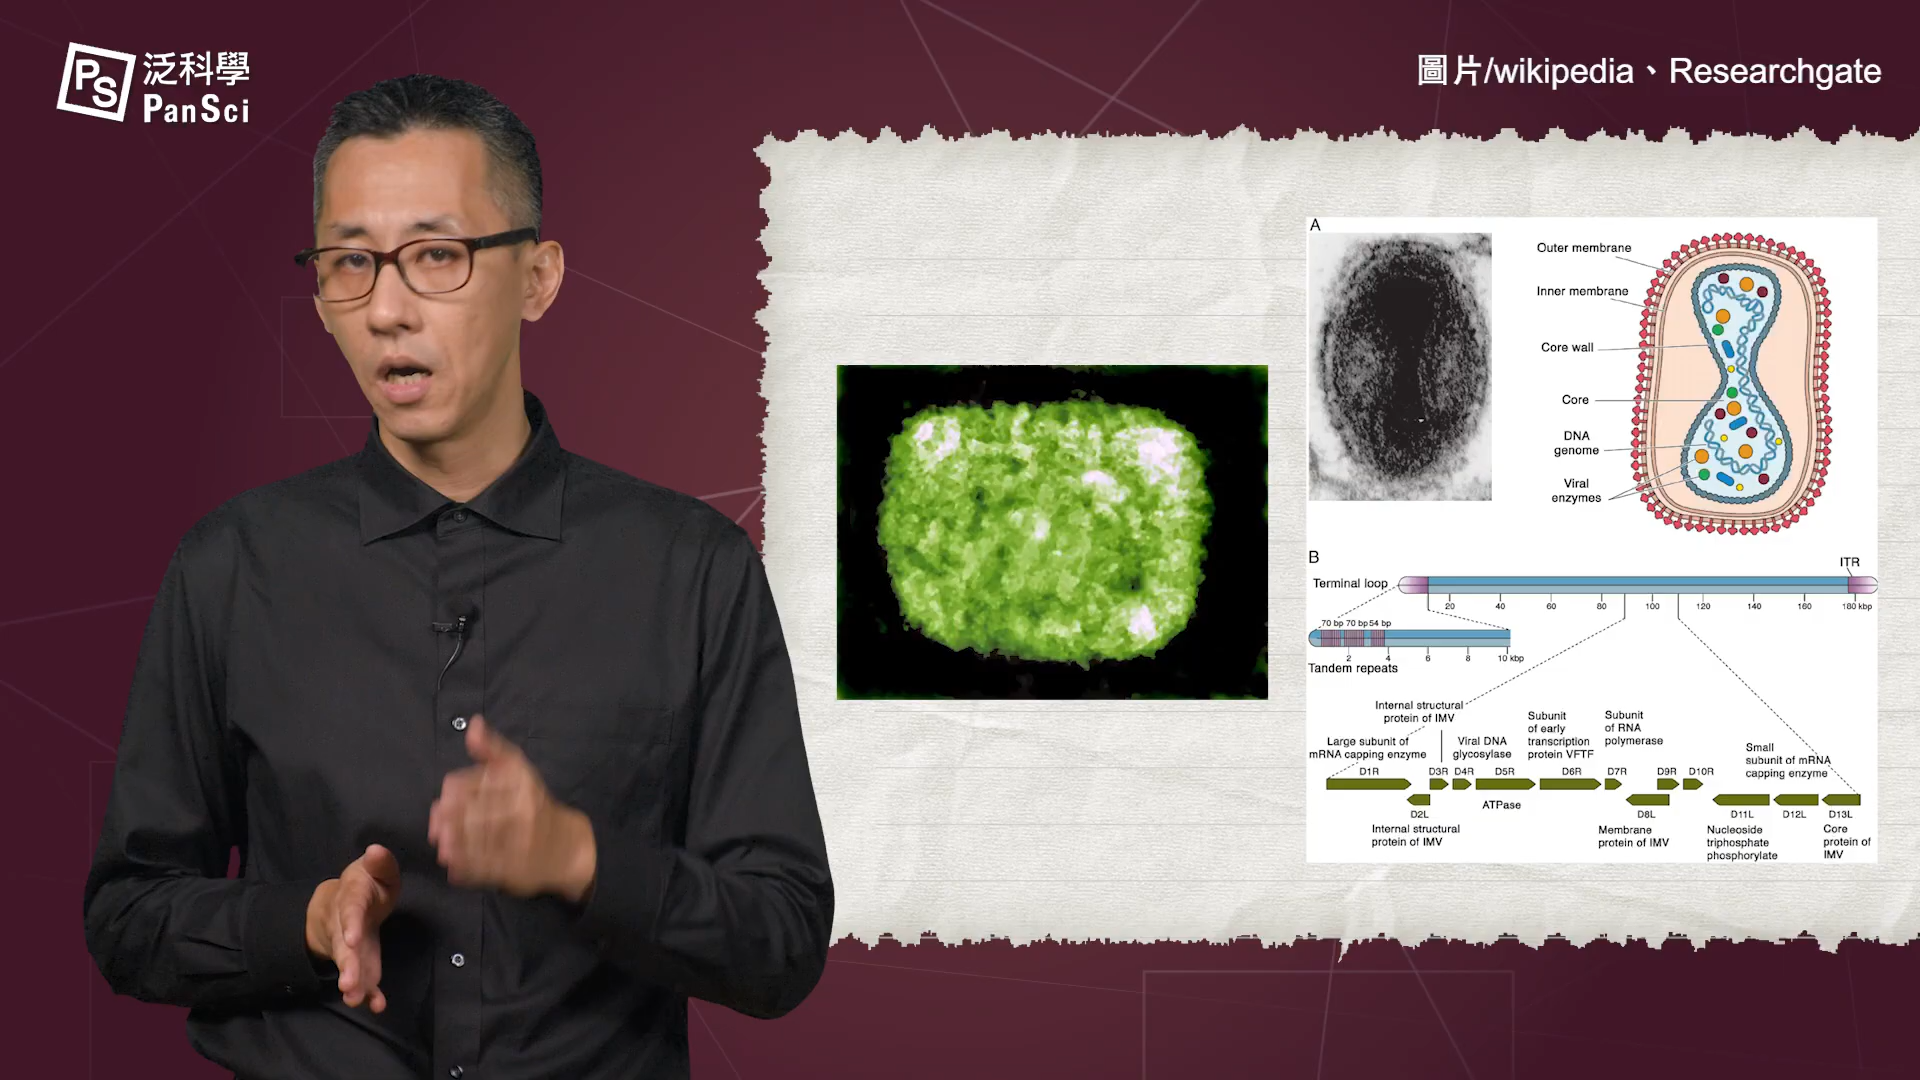 PS
泛科學
PanSci
圖片/wikipedia、Researchgate
A
Outer membrane
Inner membrane
Core wall
Core
DNA
genome
Viral
enzymes
B
ITR
Terminal loop
20 40 60 80 100 120 140 160 180 kbp
70 bp 70 bp 54 bp
2 4 6 8 10 kbp
Tandem repeats
Internal structural
protein of IMV
Large subunit of
mRNA capping enzyme
Viral DNA
glycosylase
Subunit
of early
transcription
protein VFTF
Subunit
of RNA
polymerase
Small
subunit of mRNA
capping enzyme
D1R D3R D4R D5R D6R D7R D9R D10R
ATPase
D2L D8L D11L D12L D13L
Internal structural
protein of IMV
Membrane
protein of IMV
Nucleoside
triphosphate
phosphorylate
Core
protein of
IMV